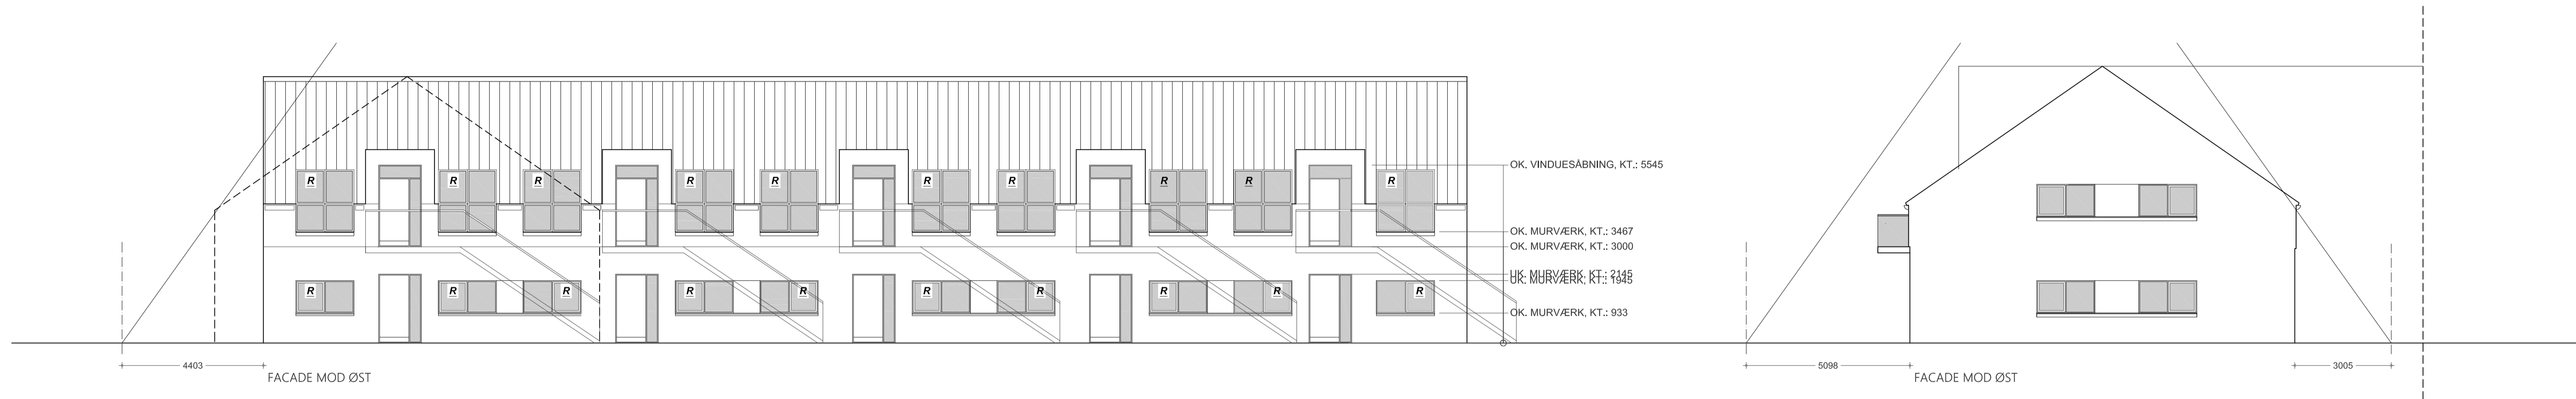 OK. VINDUESÅBNING, KT.: 5545
R R R R R R R R R R
OK. MURVÆRK, KT.: 3467
OK. MURVÆRK, KT.: 3000
UK. MURVÆRK, KT.: 2145
UK. MURVÆRK, KT.: 1945
R R R R R R R R R R
OK. MURVÆRK, KT.: 933
4403
FACADE MOD ØST
5098
3005
FACADE MOD ØST